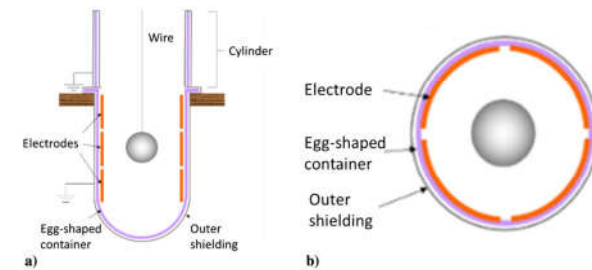 Wire
Cylinder
Electrodes
Egg-shaped
container
Outer
shielding
a)
Electrode
Egg-shaped
container
Outer
shielding
b)